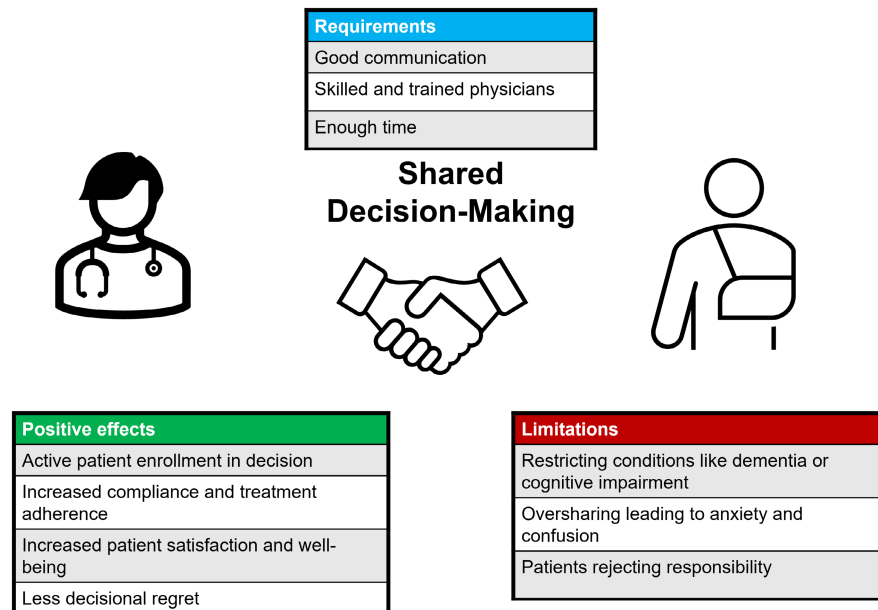 Requirements
Good communication
Skilled and trained physicians
Enough time
Shared
Decision-Making
Positive effects
Active patient enrollment in decision
Increased compliance and treatment
adherence
Increased patient satisfaction and well-
being
Less decisional regret
Limitations
Restricting conditions like dementia or
cognitive impairment
Oversharing leading to anxiety and
confusion
Patients rejecting responsibility